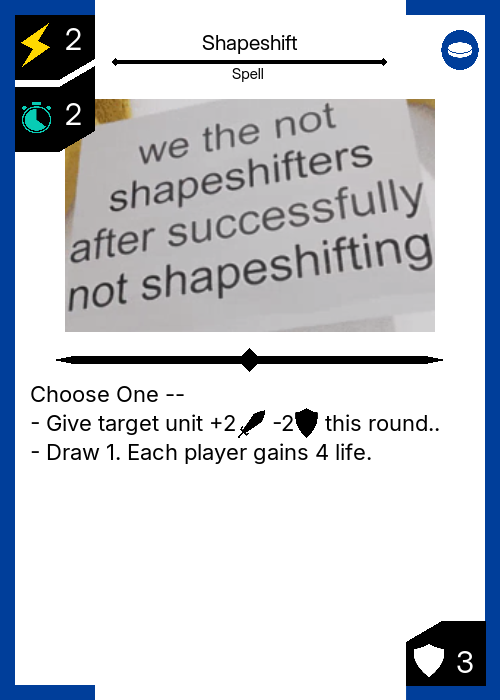 2
Shapeshift
Spell
2
we the not
shapeshifters
after successfully
not shapeshifting
Choose One --
- Give target unit +2 -2 this round..
- Draw 1. Each player gains 4 life.
3